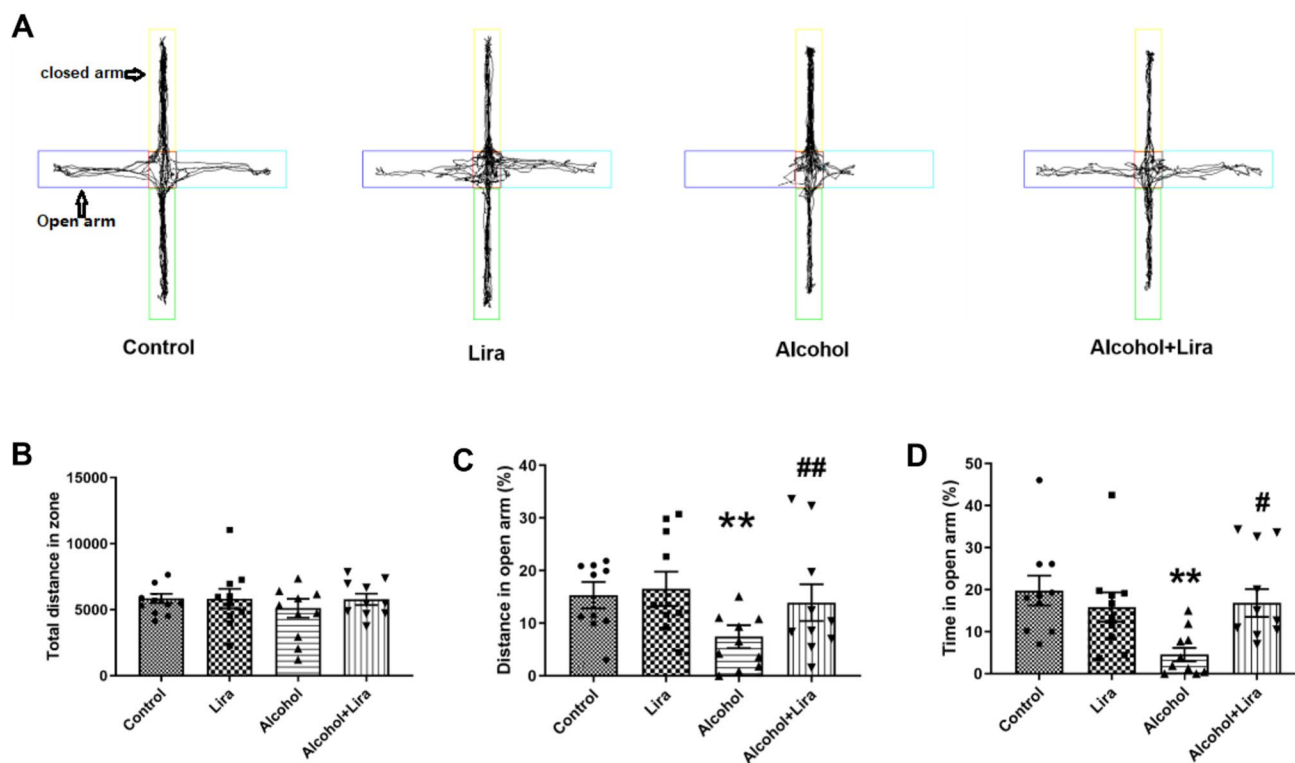 A
closed arm
Open arm
Control
Lira
Alcohol
Alcohol+Lira
B
Total distance in zone
15000
10000
5000
0
Control
Lira
Alcohol
Alcohol+Lira
C
Distance in open arm (%)
40
30
20
10
0
**
##
Control
Lira
Alcohol
Alcohol+Lira
D
Time in open arm (%)
50
40
30
20
10
0
**
#
Control
Lira
Alcohol
Alcohol+Lira